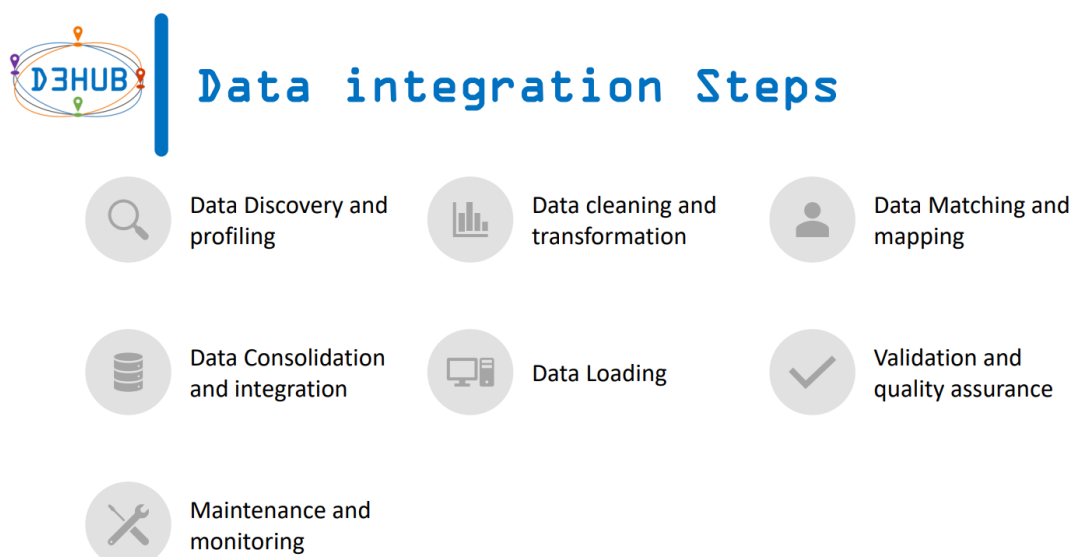 D3HUB
Data integration Steps
Data Discovery and
profiling
Data cleaning and
transformation
Data Matching and
mapping
Data Consolidation
and integration
Data Loading
Validation and
quality assurance
Maintenance and
monitoring